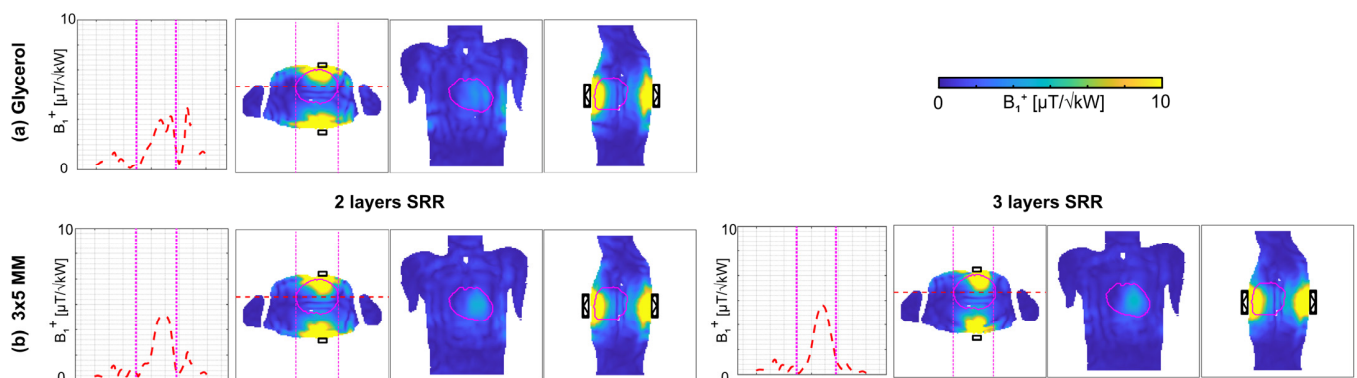 10
B₁⁺ [µT/√kW]
0
(a) Glycerol
0
B₁⁺ [µT/√kW]
10
2 layers SRR
3 layers SRR
10
B₁⁺ [µT/√kW]
0
(b) 3x5 MM
10
B₁⁺ [µT/√kW]
0